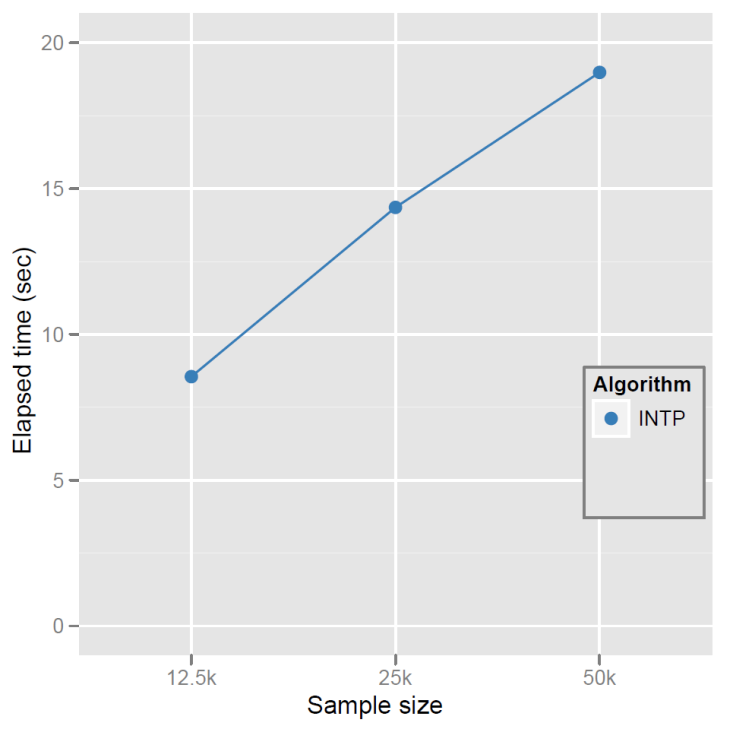 Elapsed time (sec)
20
15
10
5
0
Algorithm
INTP
12.5k 25k 50k
Sample size